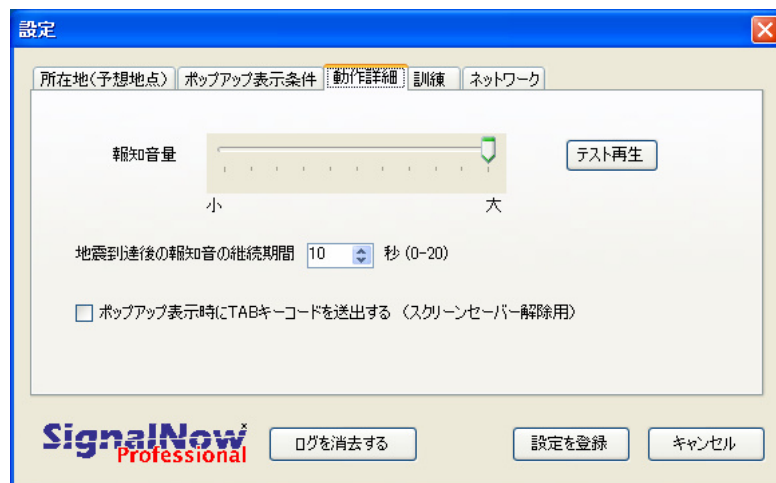 設定
所在地(予想地点) ポップアップ表示条件 動作詳細 訓練 ネットワーク
報知音量 テスト再生
小 大
地震到達後の報知音の継続期間 10 秒 (0-20)
ポップアップ表示時にTABキーコードを送出する (スクリーンセーバー解除用)
SignalNow x
Professional
ログを消去する 設定を登録 キャンセル